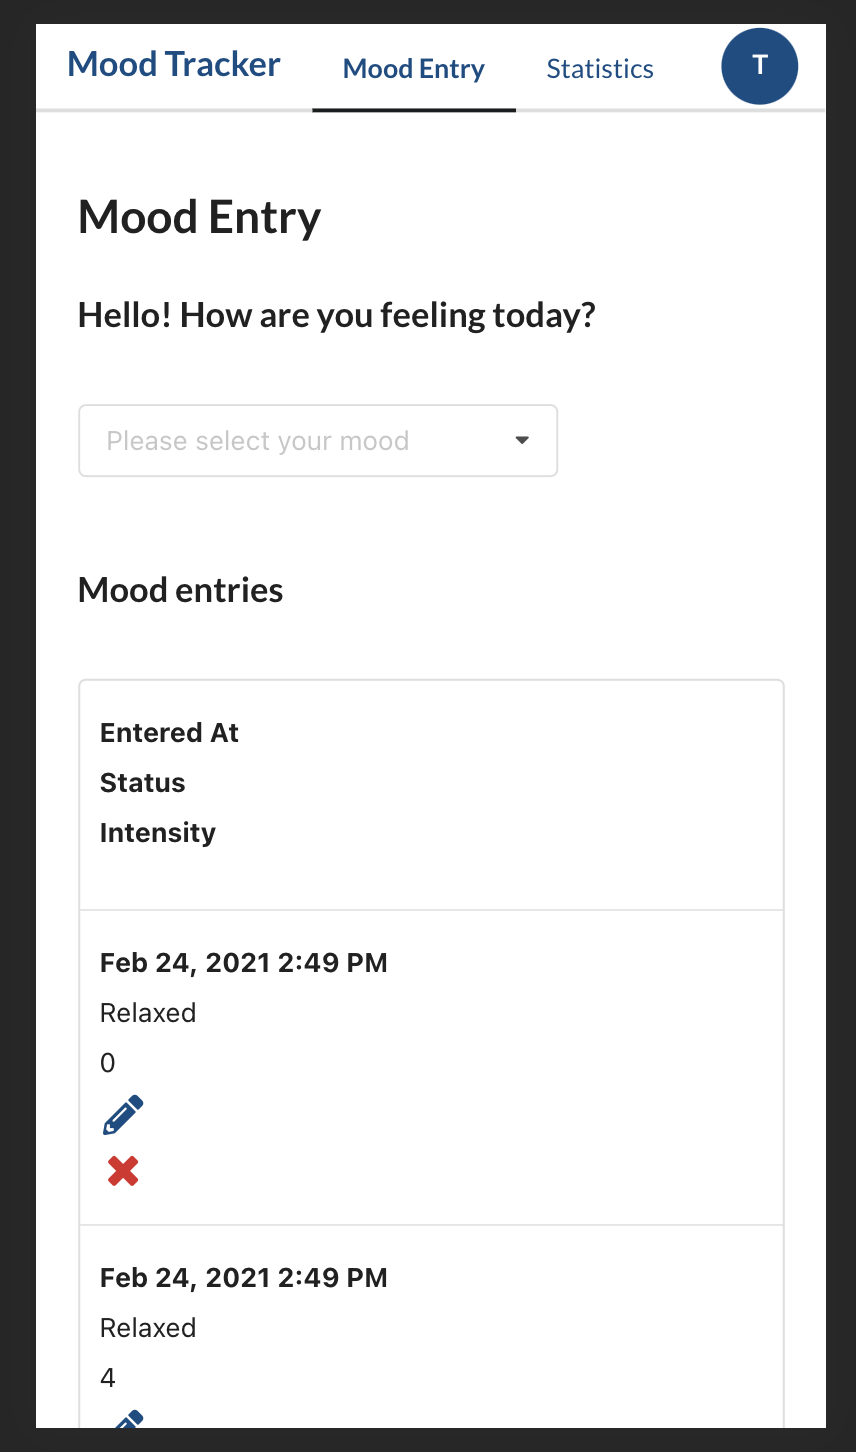 Mood Tracker Mood Entry Statistics T
Mood Entry
Hello! How are you feeling today?
Please select your mood
Mood entries
Entered At
Status
Intensity
Feb 24, 2021 2:49 PM
Relaxed
0
Feb 24, 2021 2:49 PM
Relaxed
4